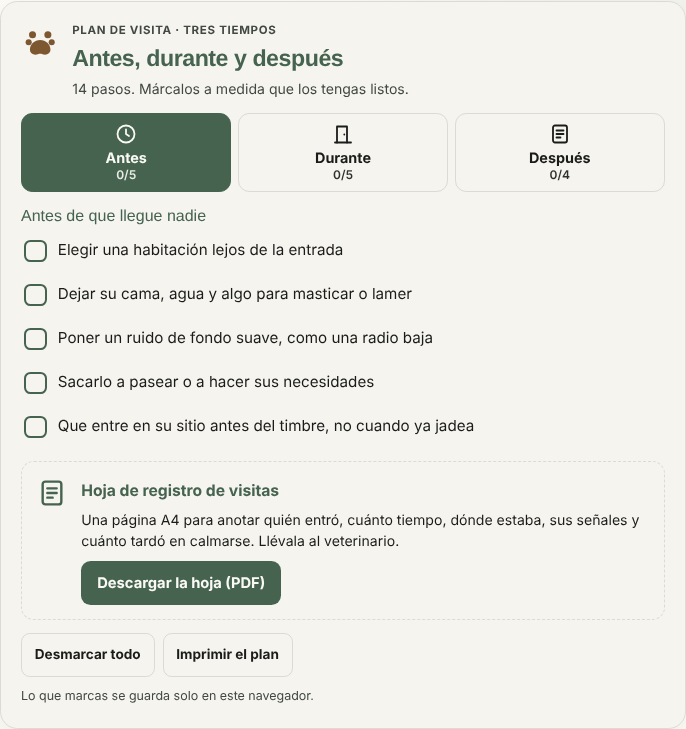 PLAN DE VISITA · TRES TIEMPOS
Antes, durante y después
14 pasos. Márcalos a medida que los tengas listos.
Antes
0/5
Durante
0/5
Después
0/4
Antes de que llegue nadie
Elegir una habitación lejos de la entrada
Dejar su cama, agua y algo para masticar o lamer
Poner un ruido de fondo suave, como una radio baja
Sacarlo a pasear o a hacer sus necesidades
Que entre en su sitio antes del timbre, no cuando ya jadea
Hoja de registro de visitas
Una página A4 para anotar quién entró, cuánto tiempo, dónde estaba, sus señales y
cuánto tardó en calmarse. Llévala al veterinario.
Descargar la hoja (PDF)
Desmarcar todo
Imprimir el plan
Lo que marcas se guarda solo en este navegador.